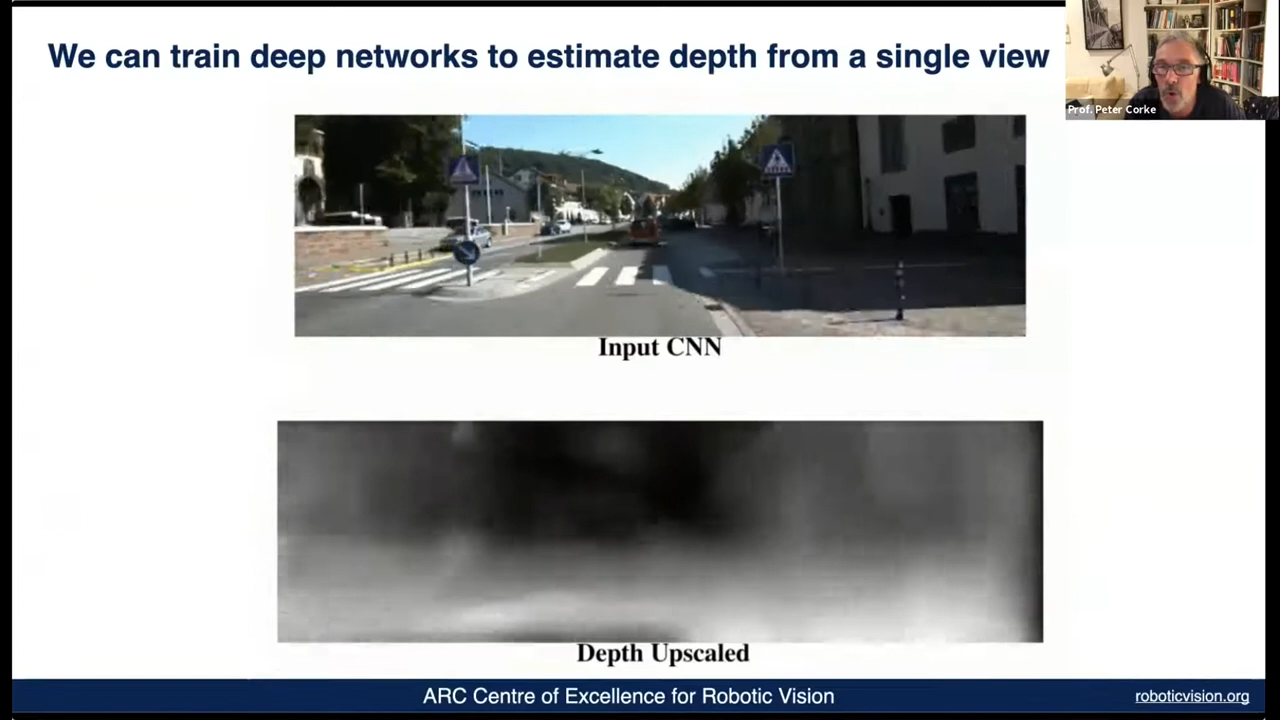 We can train deep networks to estimate depth from a single view
Prof. Peter Corke
Input CNN
Depth Upscaled
ARC Centre of Excellence for Robotic Vision
roboticvision.org